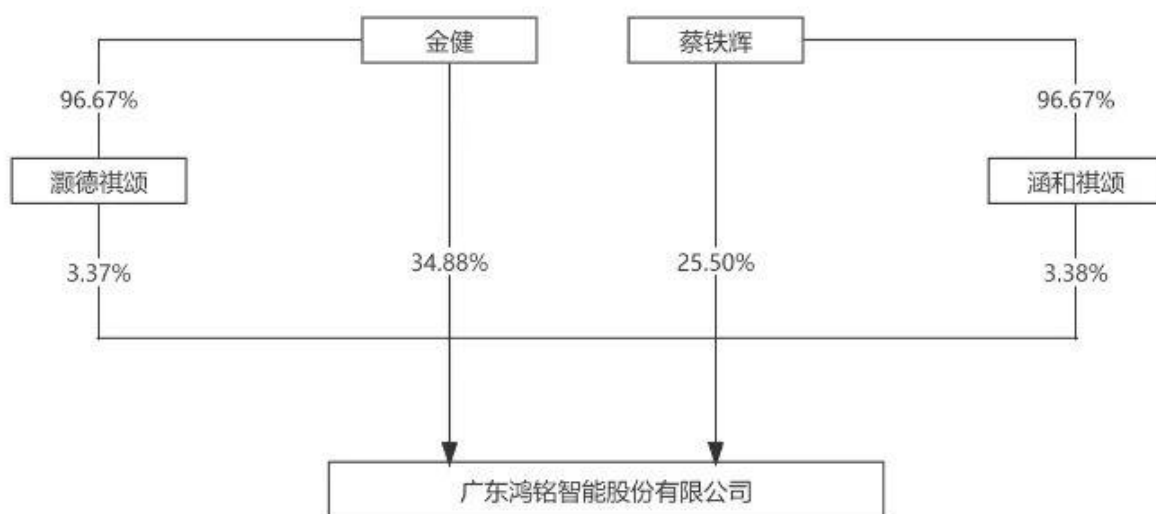 金健
蔡铁辉
96.67%
96.67%
灏德祺颂
涵和祺颂
3.37%
34.88%
25.50%
3.38%
广东鸿铭智能股份有限公司